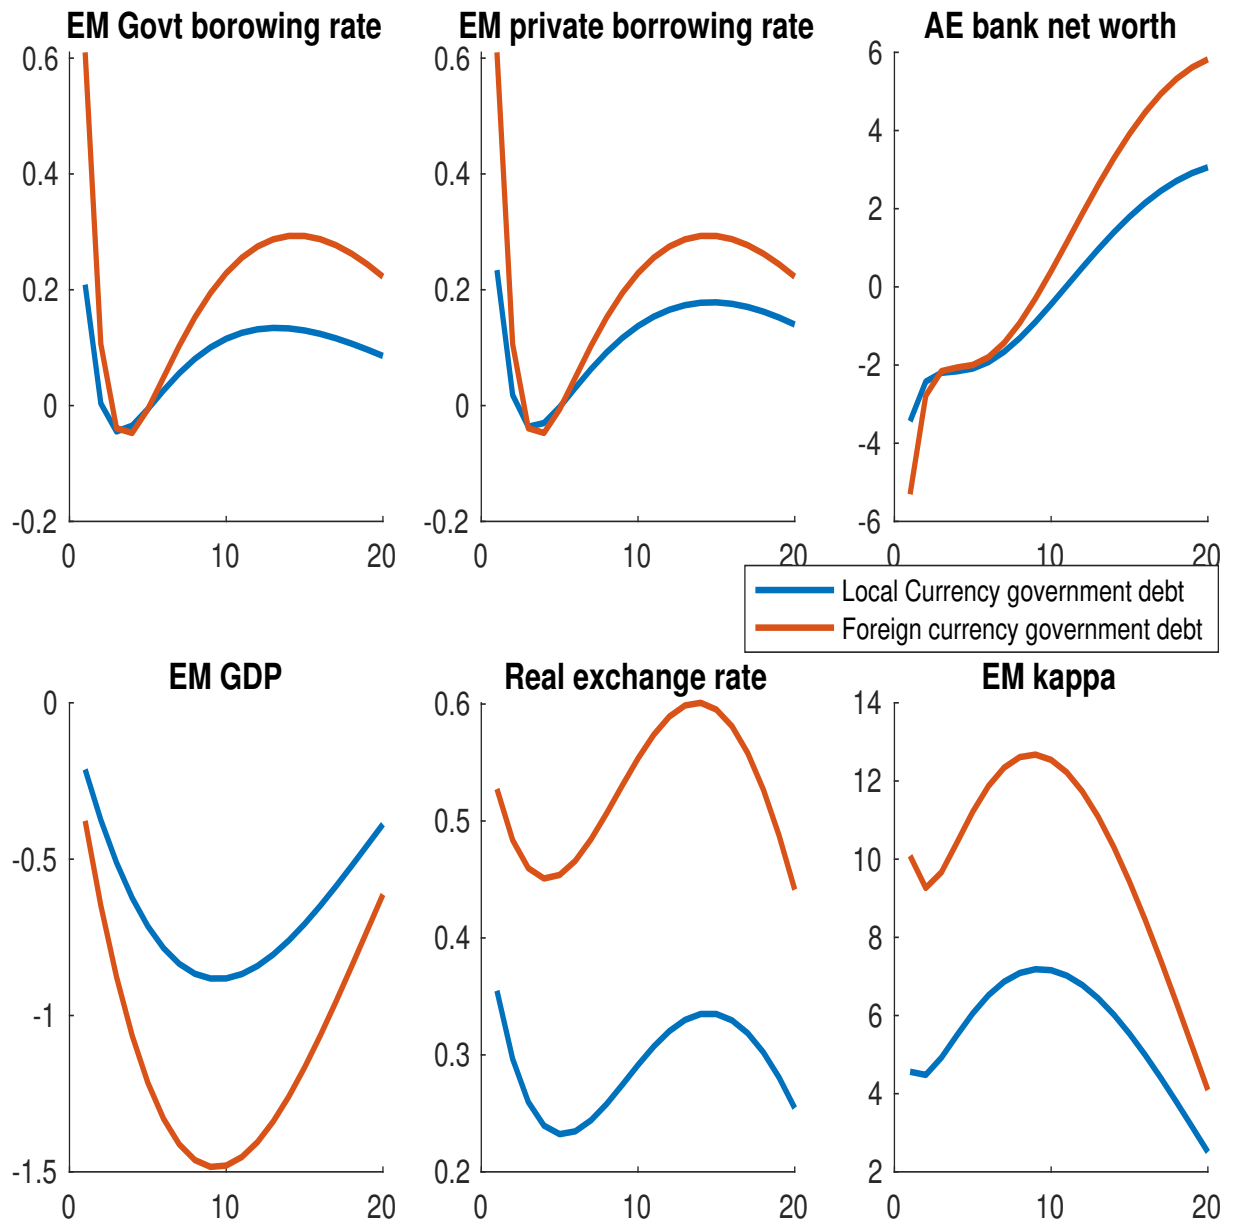 EM Govt borowing rate
0.6
0.4
0.2
0
-0.2
0 10 20
EM private borrowing rate
0.6
0.4
0.2
0
-0.2
0 10 20
AE bank net worth
6
4
2
0
-2
-4
-6
0 10 20
Local Currency government debt
Foreign currency government debt
EM GDP
0
-0.5
-1
-1.5
0 10 20
Real exchange rate
0.6
0.5
0.4
0.3
0.2
0 10 20
EM kappa
14
12
10
8
6
4
2
0 10 20